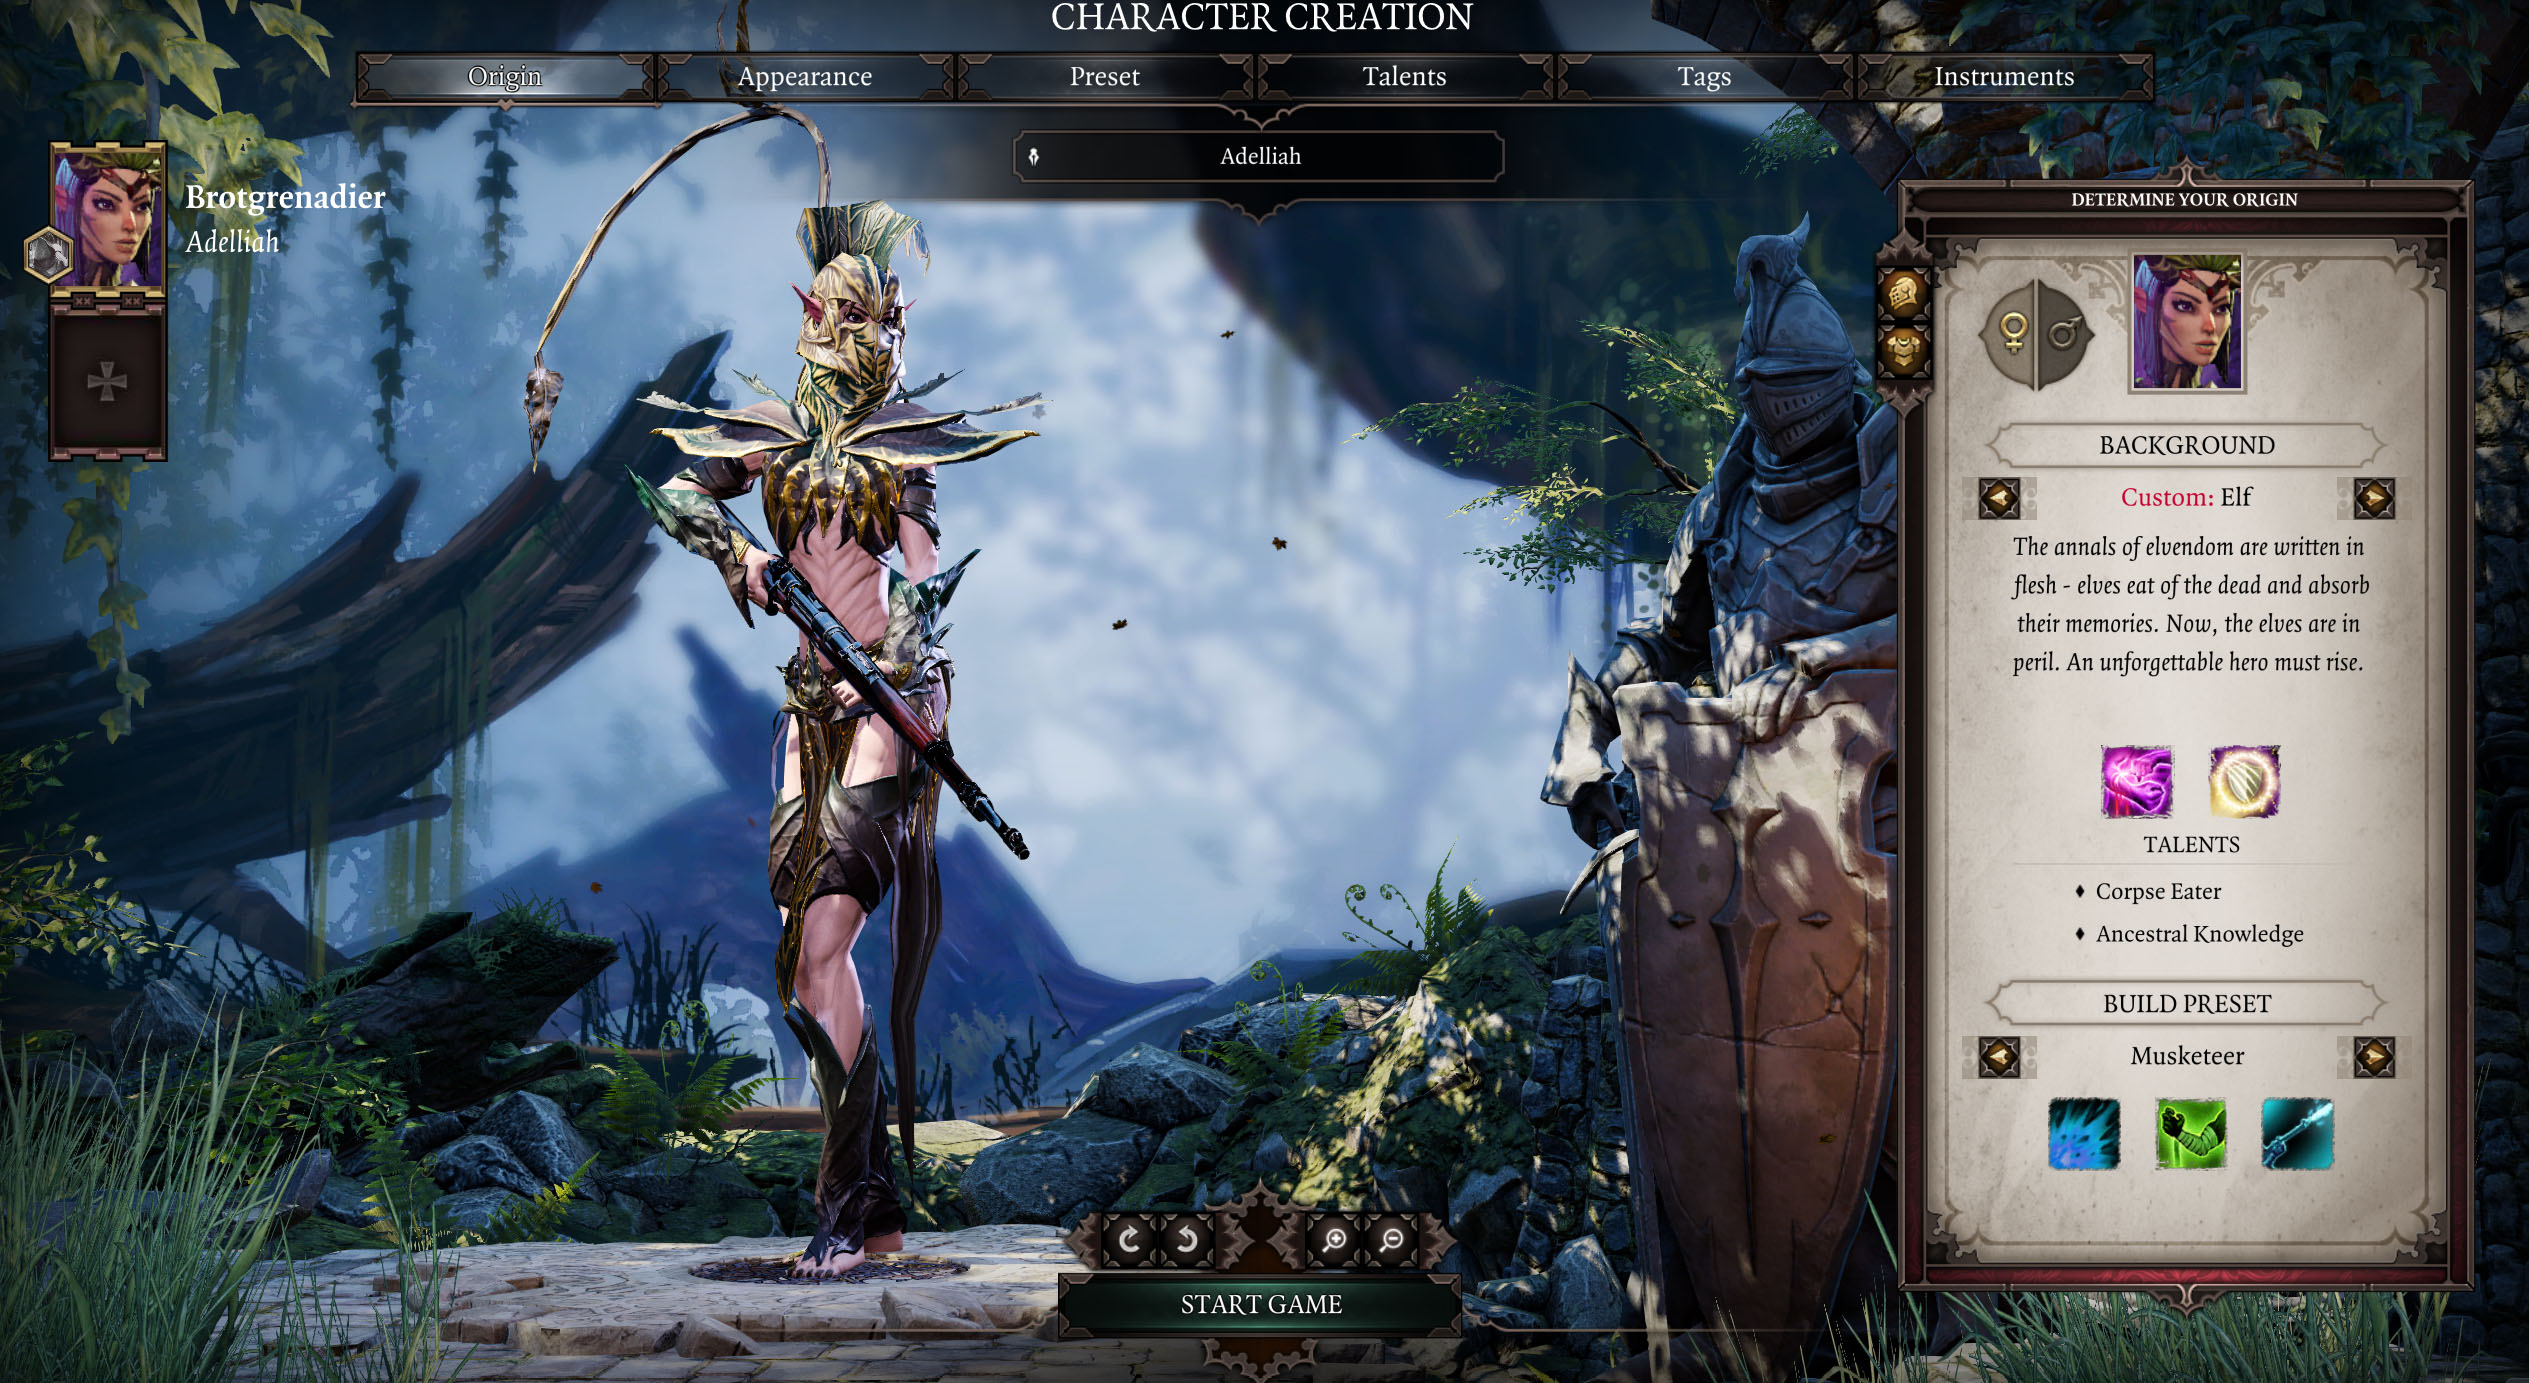 CHARACTER CREATION
Origin
Appearance
Preset
Talents
Tags
Instruments
Adelliah
Brotgrenadier
Adelliah
DETERMINE YOUR ORIGIN
BACKGROUND
Custom: Elf
The annals of elvendom are written in
flesh - elves eat of the dead and absorb
their memories. Now, the elves are in
peril. An unforgettable hero must rise.
TALENTS
Corpse Eater
Ancestral Knowledge
BUILD PRESET
Musketeer
START GAME